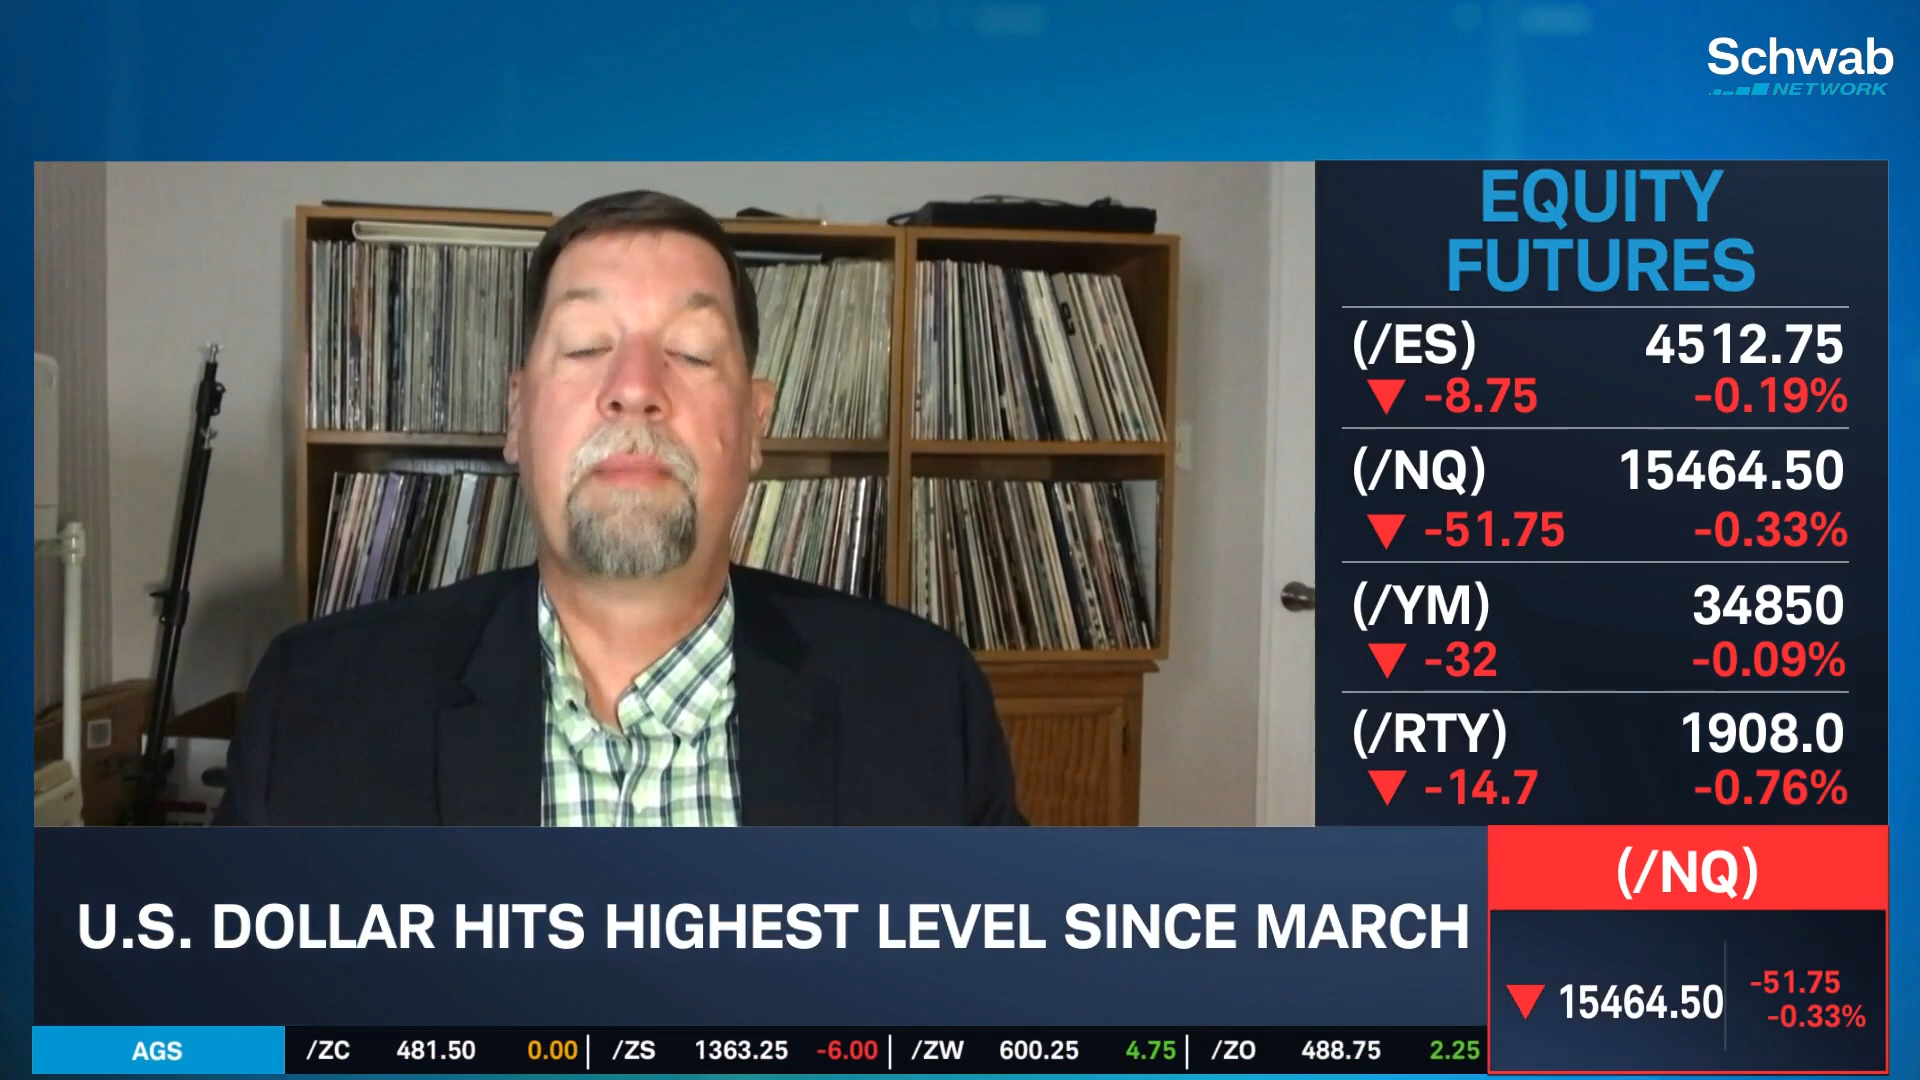 Schwab
NETWORK
EQUITY
FUTURES
(/ES) 4512.75
-8.75 -0.19%
(/NQ) 15464.50
-51.75 -0.33%
(/YM) 34850
-32 -0.09%
(/RTY) 1908.0
-14.7 -0.76%
U.S. DOLLAR HITS HIGHEST LEVEL SINCE MARCH
(/NQ)
15464.50 -51.75
-0.33%
AGS /ZC 481.50 0.00 /ZS 1363.25 -6.00 /ZW 600.25 4.75 /ZO 488.75 2.25